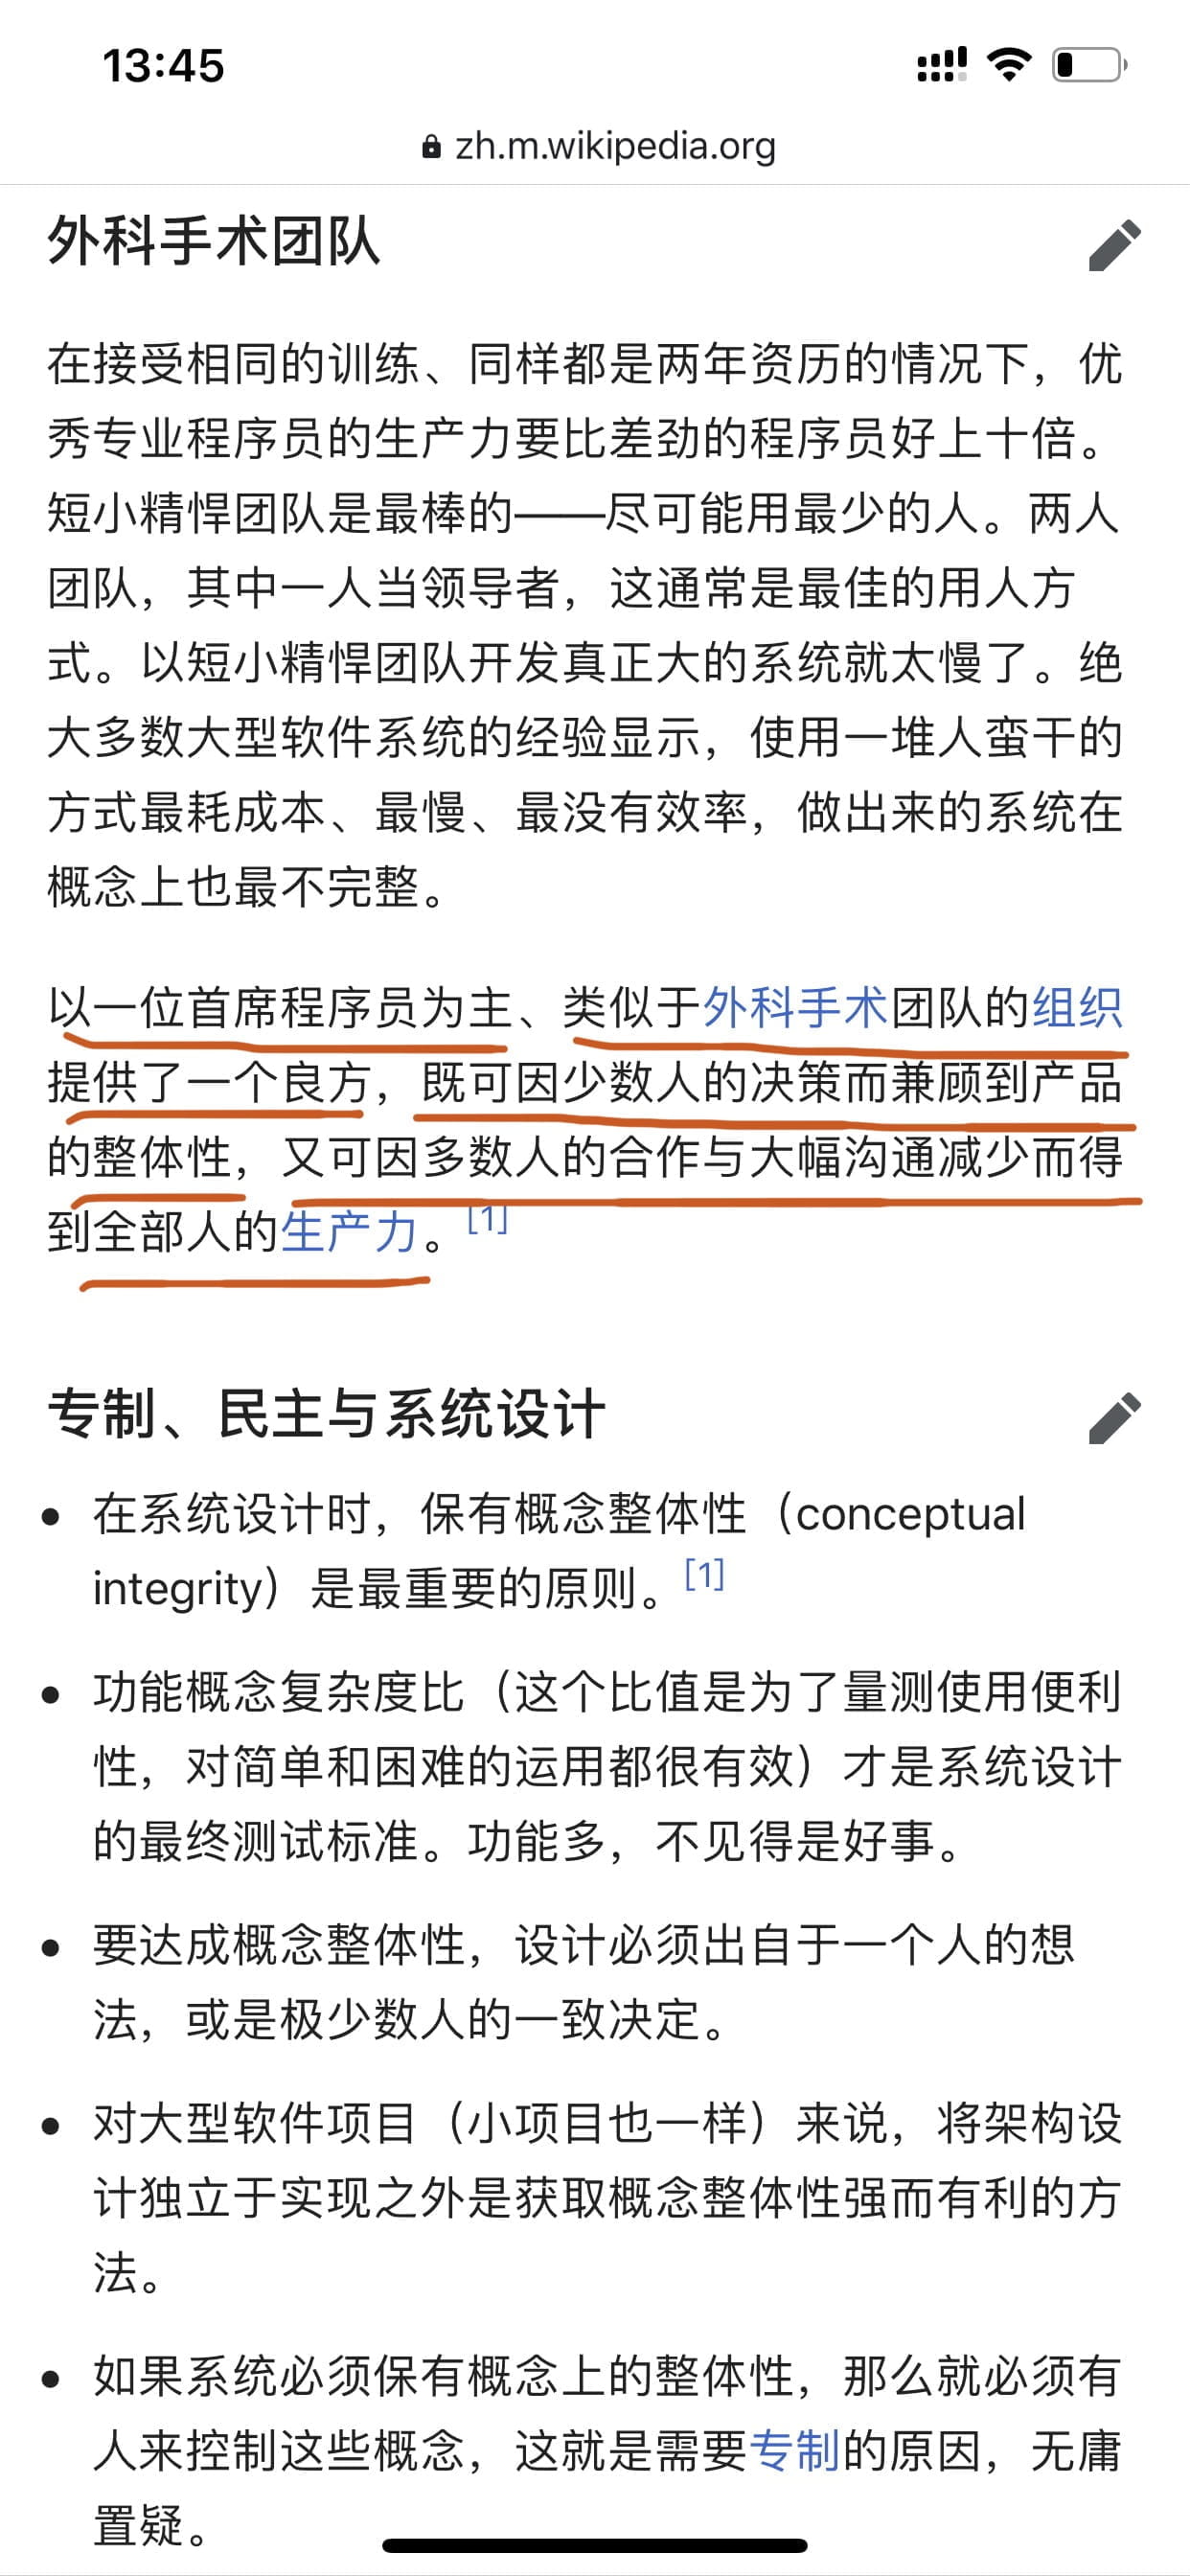 13:45
zh.m.wikipedia.org
外科手术团队
在接受相同的训练、同样都是两年资历的情况下，优
秀专业程序员的生产力要比差劲的程序员好上十倍。
短小精悍团队是最棒的——尽可能用最少的人。两人
团队，其中一人当领导者，这通常是最佳的用人方
式。以短小精悍团队开发真正大的系统就太慢了。绝
大多数大型软件系统的经验显示，使用一堆人蛮干的
方式最耗成本、最慢、最没有效率，做出来的系统在
概念上也最不完整。
以一位首席程序员为主、类似于外科手术团队的组织
提供了一个良方，既可因少数人的决策而兼顾到产品
的整体性，又可因多数人的合作与大幅沟通减少而得
到全部人的生产力。[1]
专制、民主与系统设计
• 在系统设计时，保有概念整体性（conceptual
integrity）是最重要的原则。[1]
• 功能概念复杂度比（这个比值是为了量测使用便利
性，对简单和困难的运用都很有效）才是系统设计
的最终测试标准。功能多，不见得是好事。
• 要达成概念整体性，设计必须出自于一个人的想
法，或是极少数人的一致决定。
• 对大型软件项目（小项目也一样）来说，将架构设
计独立于实现之外是获取概念整体性强而有利的方
法。
• 如果系统必须保有概念上的整体性，那么就必须有
人来控制这些概念，这就是需要专制的原因，无庸
置疑。